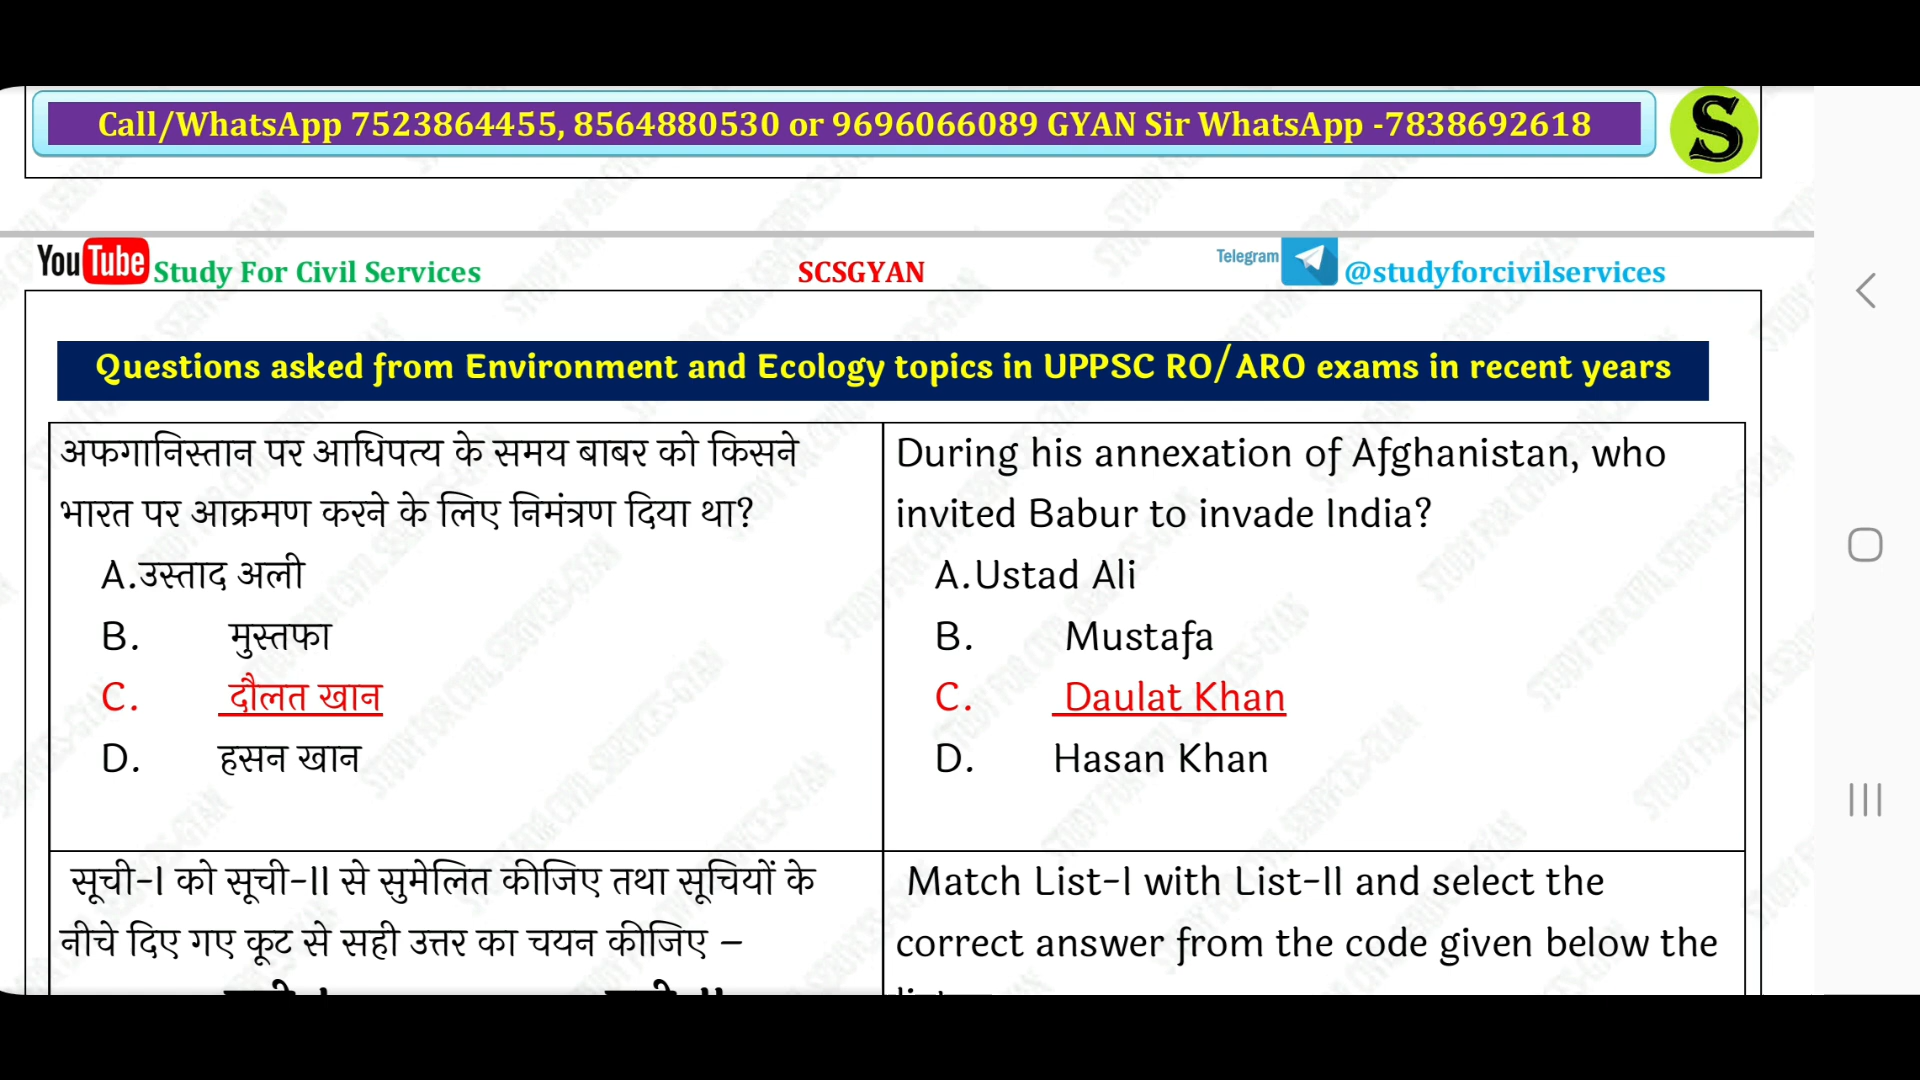 Call/WhatsApp 7523864455, 8564880530 or 9696066089 GYAN Sir WhatsApp -7838692618
S
YouTube Study For Civil Services
SCSGYAN
Telegram @studyforcivilservices
Questions asked from Environment and Ecology topics in UPPSC RO/ARO exams in recent years
अफगानिस्तान पर आधिपत्य के समय बाबर को किसने
भारत पर आक्रमण करने के लिए निमंत्रण दिया था?
A.उस्ताद अली
B. मुस्तफा
C. दौलत खान
D. हसन खान
During his annexation of Afghanistan, who
invited Babur to invade India?
A.Ustad Ali
B. Mustafa
C. Daulat Khan
D. Hasan Khan
सूची-I को सूची-II से सुमेलित कीजिए तथा सूचियों के
नीचे दिए गए कूट से सही उत्तर का चयन कीजिए –
Match List-I with List-II and select the
correct answer from the code given below the